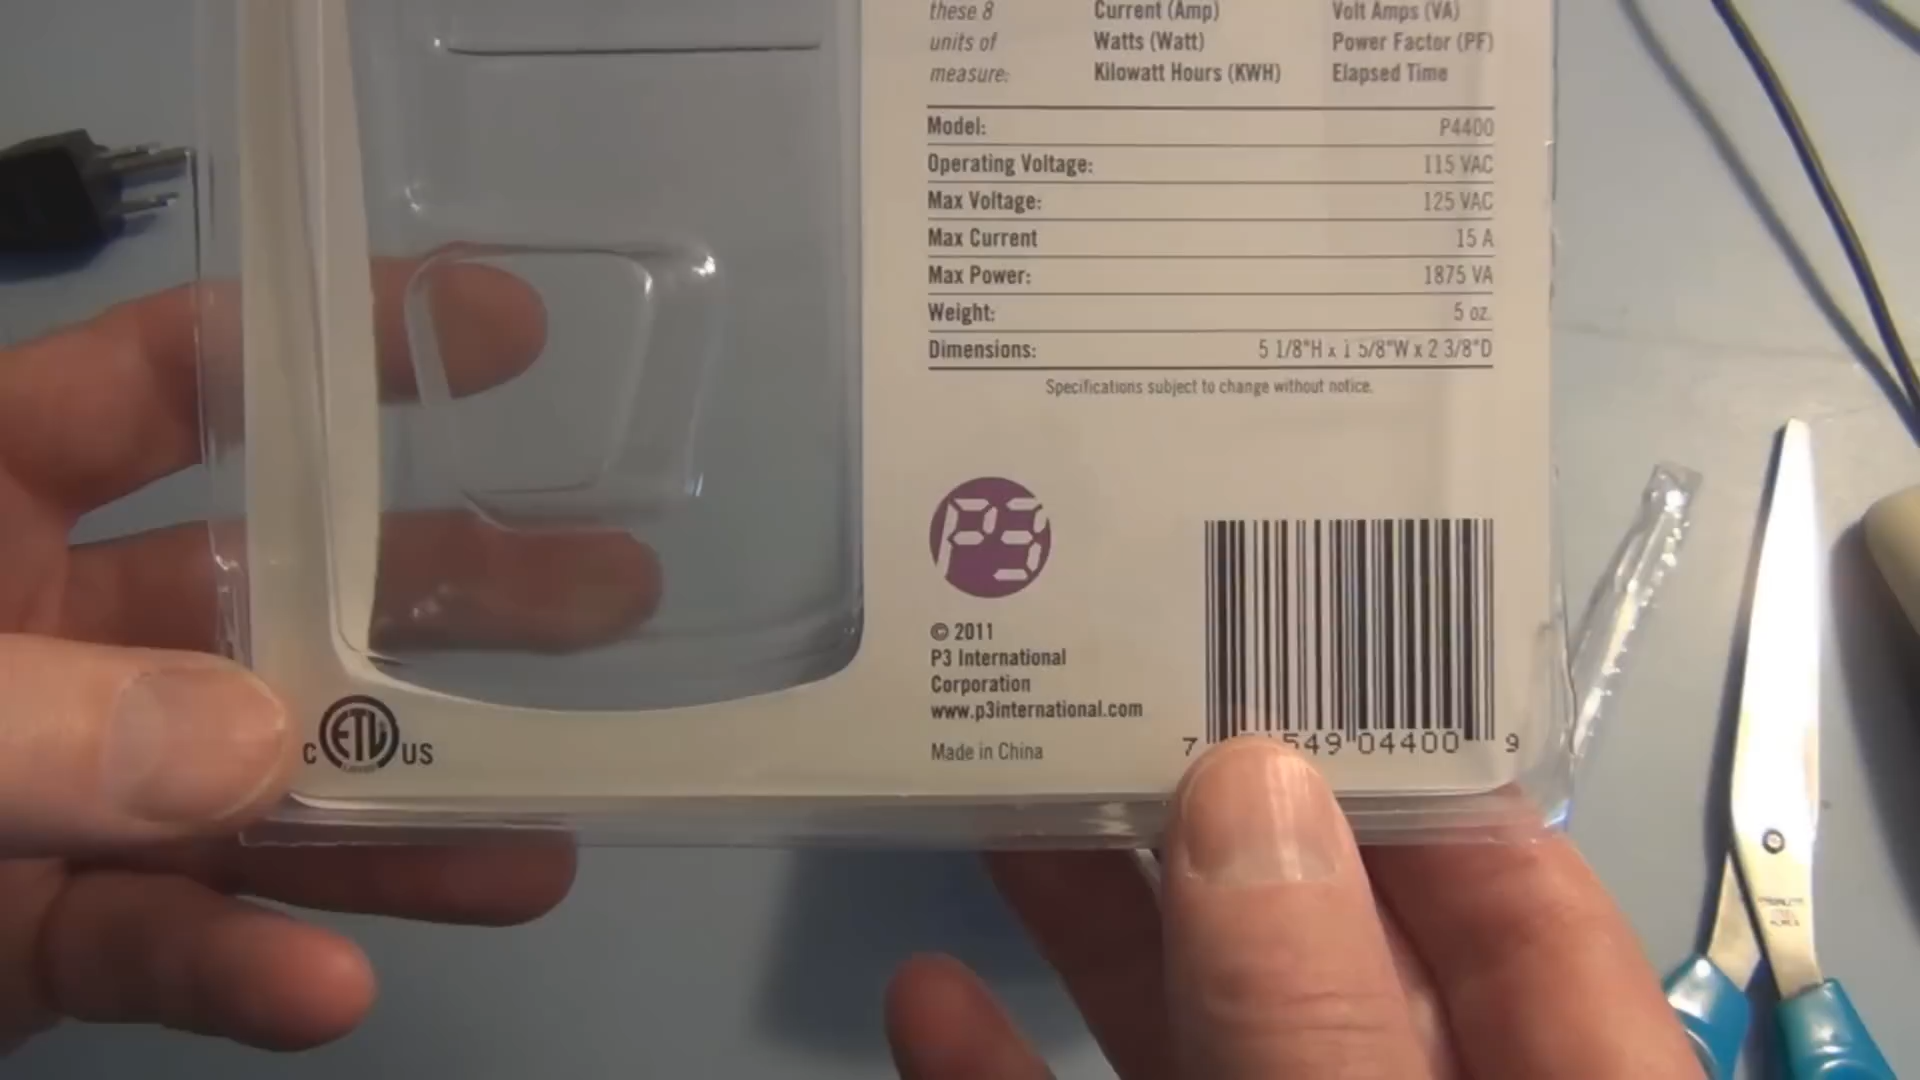 these 8 Current (Amp) Volt Amps (VA)
units of Watts (Watt) Power Factor (PF)
measure: Kilowatt Hours (KWH) Elapsed Time
Model: P4400
Operating Voltage: 115 VAC
Max Voltage: 125 VAC
Max Current 15 A
Max Power: 1875 VA
Weight: 5 oz.
Dimensions: 5 1/8"H x 1 5/8"W x 2 3/8"D
Specifications subject to change without notice.
P3
© 2011
P3 International
Corporation
www.p3international.com
Made in China
7 549 04400 9
C ETL US